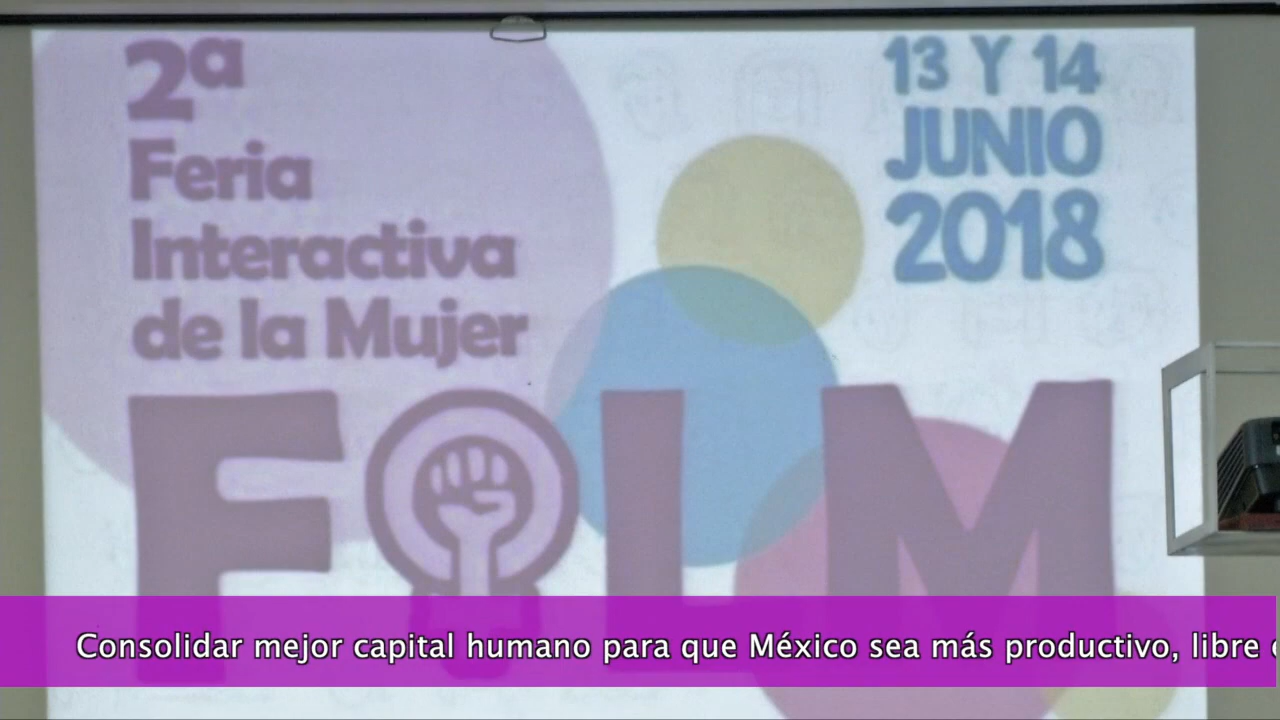 2ª
Feria
Interactiva
de la Mujer
13 Y 14
JUNIO
2018
FILM
Consolidar mejor capital humano para que México sea más productivo, libre